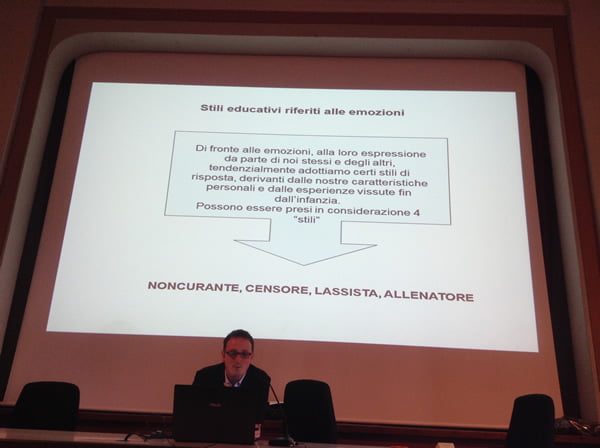 Stili educativi riferiti alle emozioni
Di fronte alle emozioni, alla loro espressione
da parte di noi stessi e degli altri,
tendenzialmente adottiamo certi stili di
risposta, derivanti dalle nostre caratteristiche
personali e dalle esperienze vissute fin
dall'infanzia.
Possono essere presi in considerazione 4
"stili"
NONCURANTE, CENSORE, LASSISTA, ALLENATORE